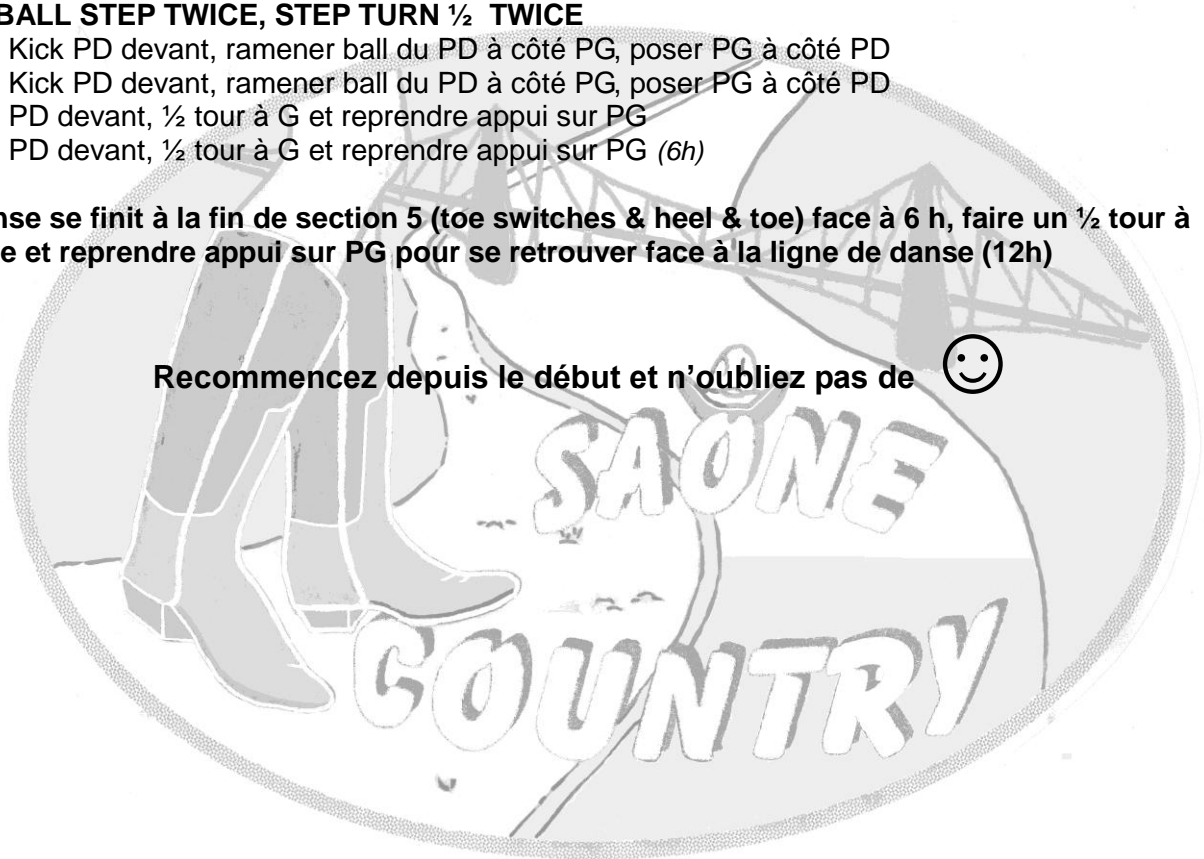 BALL STEP TWICE, STEP TURN ½ TWICE
Kick PD devant, ramener ball du PD à côté PG, poser PG à côté PD
Kick PD devant, ramener ball du PD à côté PG, poser PG à côté PD
PD devant, ½ tour à G et reprendre appui sur PG
PD devant, ½ tour à G et reprendre appui sur PG (6h)
nse se finit à la fin de section 5 (toe switches & heel & toe) face à 6 h, faire un ½ tour à
e et reprendre appui sur PG pour se retrouver face à la ligne de danse (12h)
Recommencez depuis le début et n'oubliez pas de ☺
SAONE
COUNTRY